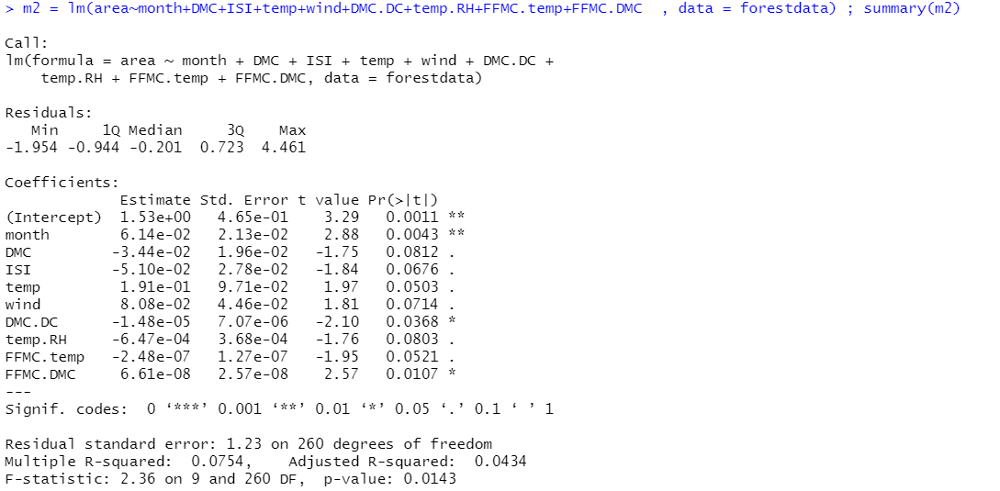 > m2 = lm(area~month+DMC+ISI+temp+wind+DMC.DC+temp.RH+FFMC.temp+FFMC.DMC  , data = forestdata) ; summary(m2)

Call:
lm(formula = area ~ month + DMC + ISI + temp + wind + DMC.DC +
    temp.RH + FFMC.temp + FFMC.DMC, data = forestdata)

Residuals:
   Min     1Q Median     3Q    Max
-1.954 -0.944 -0.201  0.723  4.461

Coefficients:
             Estimate Std. Error t value Pr(>|t|)
(Intercept)  1.53e+00   4.65e-01    3.29   0.0011 **
month        6.14e-02   2.13e-02    2.88   0.0043 **
DMC         -3.44e-02   1.96e-02   -1.75   0.0812 .
ISI         -5.10e-02   2.78e-02   -1.84   0.0676 .
temp         1.91e-01   9.71e-02    1.97   0.0503 .
wind         8.08e-02   4.46e-02    1.81   0.0714 .
DMC.DC      -1.48e-05   7.07e-06   -2.10   0.0368 *
temp.RH     -6.47e-04   3.68e-04   -1.76   0.0803 .
FFMC.temp   -2.48e-07   1.27e-07   -1.95   0.0521 .
FFMC.DMC     6.61e-08   2.57e-08    2.57   0.0107 *
---
Signif. codes:  0 ‘***’ 0.001 ‘**’ 0.01 ‘*’ 0.05 ‘.’ 0.1 ‘ ’ 1

Residual standard error: 1.23 on 260 degrees of freedom
Multiple R-squared:  0.0754,    Adjusted R-squared:  0.0434
F-statistic: 2.36 on 9 and 260 DF,  p-value: 0.0143